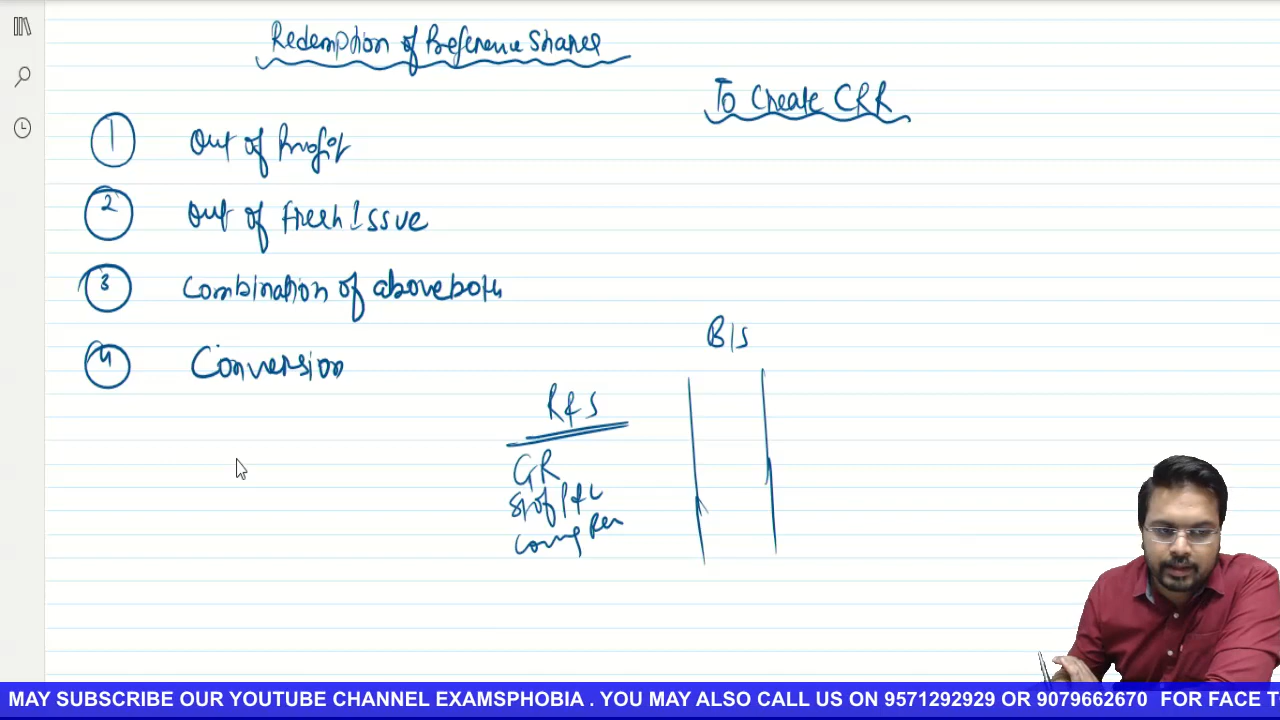 Redemption of Preference Shares
To Create CRR
1 Out of Profit
2 Out of Fresh Issue
3 Combination of above both
4 Conversion
B/S
R & S
GR
S. of P & L
MAY SUBSCRIBE OUR YOUTUBE CHANNEL EXAMSPHOBIA . YOU MAY ALSO CALL US ON 9571292929 OR 9079662670 FOR FACE T